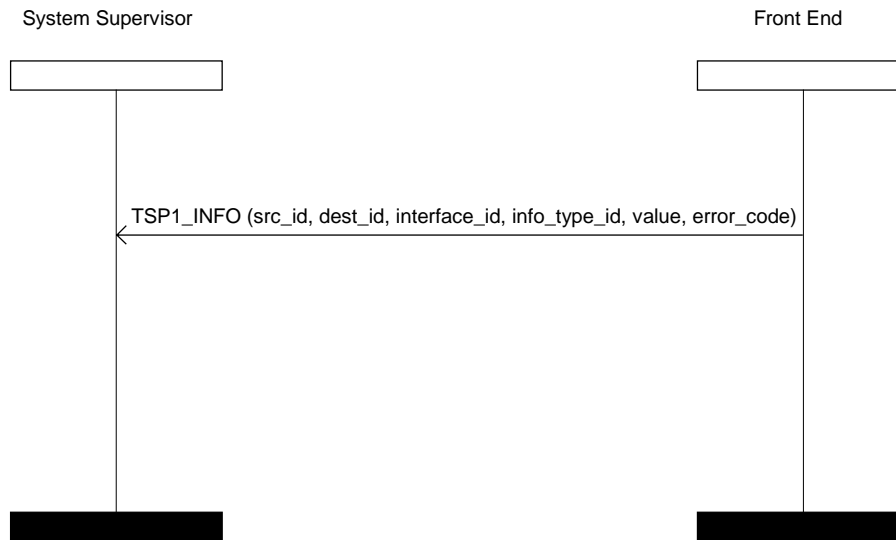 System Supervisor
Front End
TSP1_INFO (src_id, dest_id, interface_id, info_type_id, value, error_code)